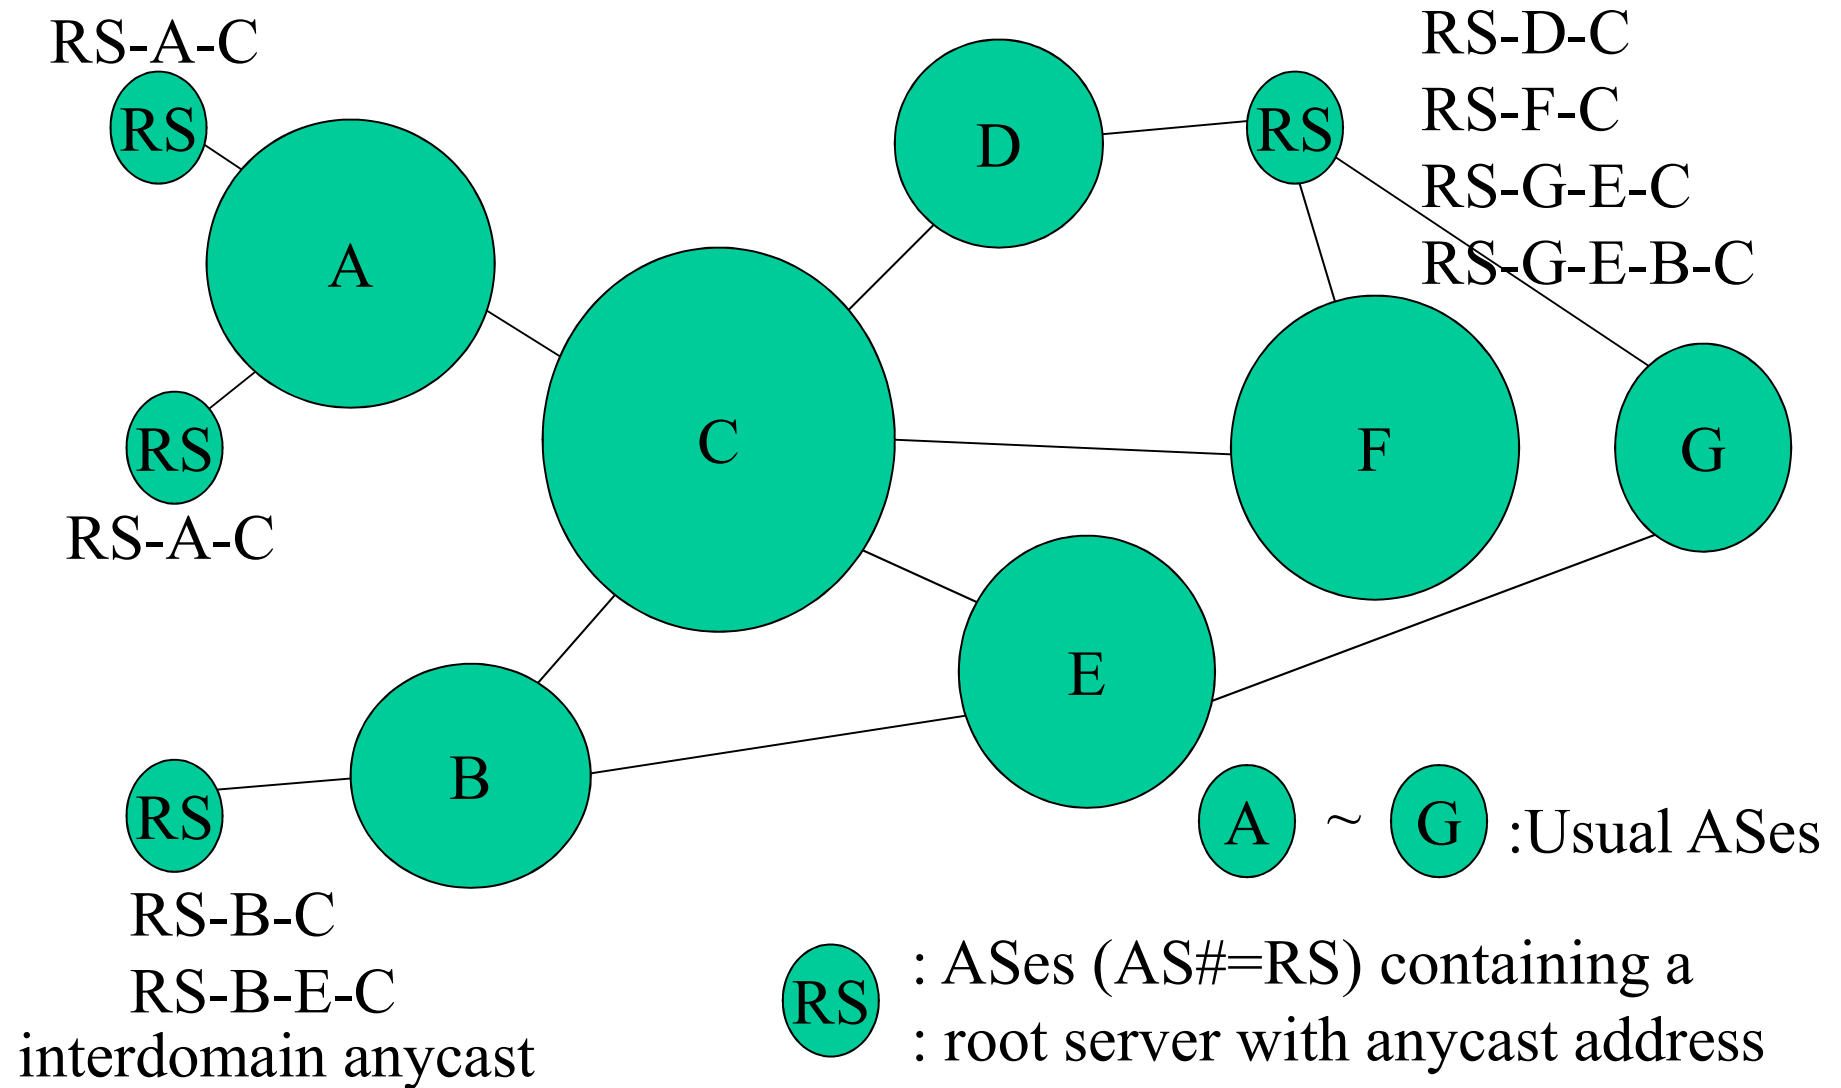 RS-A-C
RS
A
RS
RS-A-C
D
RS
RS-D-C
RS-F-C
RS-G-E-C
RS-G-E-B-C
C
F
G
E
B
RS
RS-B-C
RS-B-E-C
interdomain anycast
A ~ G :Usual ASes
RS : ASes (AS#=RS) containing a
: root server with anycast address